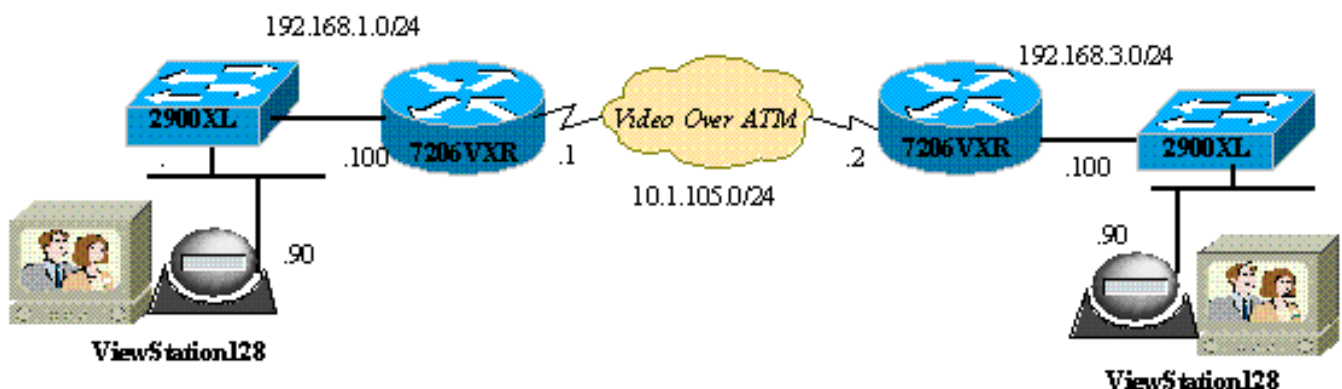 192.168.1.0/24
192.168.3.0/24
2900XL
7206VXR
Video Over ATM
7206VXR
2900XL
.
.100
.1
.2
.100
10.1.105.0/24
.90
.90
ViewStation128
ViewStation128